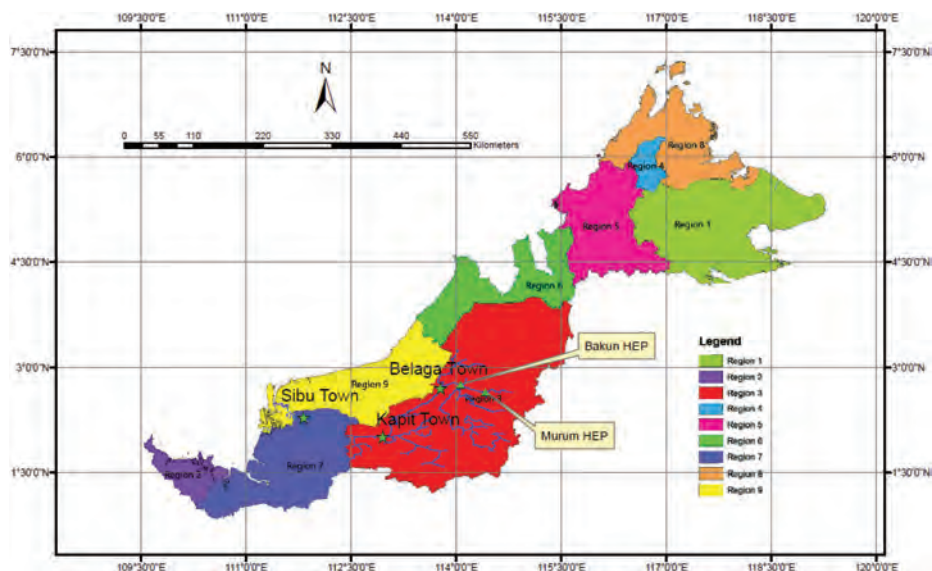 109°30'0"E 111°0'0"E 112°30'0"E 114°0'0"E 115°30'0"E 117°0'0"E 118°30'0"E 120°0'0"E
7°30'0"N
7°30'0"N
N
0 55 110 220 330 440 550
Kilometers
6°0'0"N
6°0'0"N
Region 8
Region 4
Region 5
Region 1
4°30'0"N
4°30'0"N
Region 6
Bakun HEP
Legend
Region 1
Region 2
Region 3
Region 4
Region 5
Region 6
Region 7
Region 8
Region 9
3°0'0"N
3°0'0"N
Belaga Town
Region 9
Sibu Town
Region 3
Kapit Town
Murum HEP
Region 7
Region 2
1°30'0"N
1°30'0"N
109°30'0"E 111°0'0"E 112°30'0"E 114°0'0"E 115°30'0"E 117°0'0"E 118°30'0"E 120°0'0"E